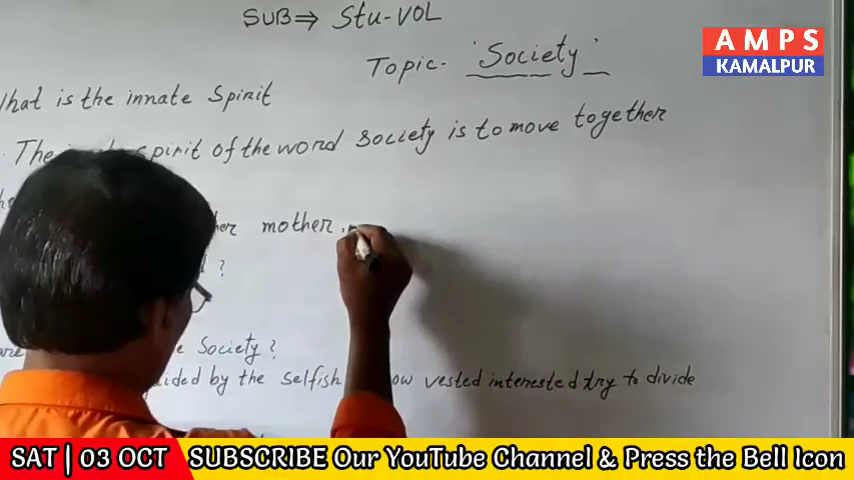 SUB⇒ Stu-VOL
Topic- 'Society'
AMPS
KAMALPUR
What is the innate Spirit
The spirit of the word society is to move together
mother
?
Society?
by the selfish vested interested try to divide
SAT | 03 OCT SUBSCRIBE Our YouTube Channel & Press the Bell Icon